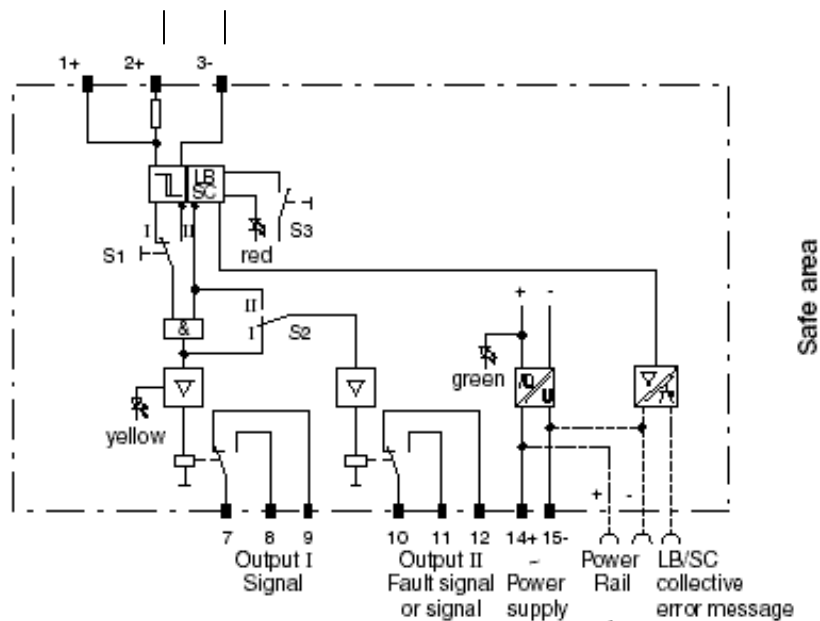 1+ 2+ 3-
LB
SC
I II
S1
red
S3
II
I
S2
&
+ -
green
U
yellow
+ -
7 8 9 10 11 12 14+ 15-
Output I
Signal
Output II
Fault signal
or signal
~
Power
supply
Power
Rail
LB/SC
collective
error message
Safe area